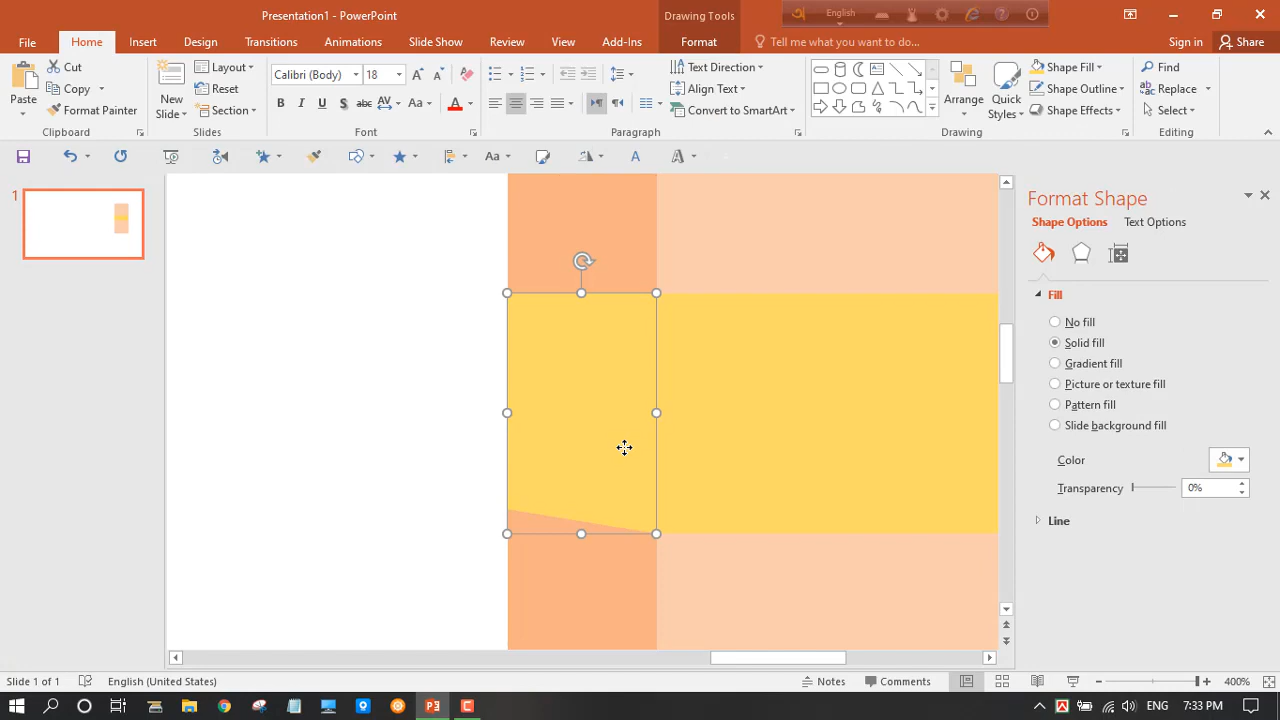 Presentation1 - PowerPoint
Drawing Tools
English
File
Home
Insert
Design
Transitions
Animations
Slide Show
Review
View
Add-Ins
Format
Tell me what you want to do...
Sign in
Share
Paste
Cut
Copy
Format Painter
Clipboard
New
Slide
Layout
Reset
Section
Slides
Calibri (Body)
18
Font
Paragraph
Text Direction
Align Text
Convert to SmartArt
Arrange
Quick
Styles
Shape Fill
Shape Outline
Shape Effects
Drawing
Find
Replace
Select
Editing
1
Format Shape
Shape Options
Text Options
Fill
No fill
Solid fill
Gradient fill
Picture or texture fill
Pattern fill
Slide background fill
Color
Transparency
0%
Line
Slide 1 of 1
English (United States)
Notes
Comments
400%
ENG
7:33 PM